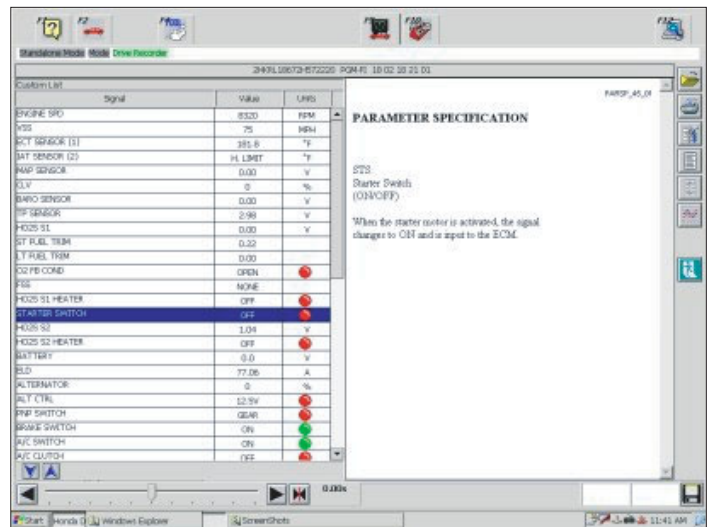 F1
F2
Standalone Mode Mode Drive Recorder
PGM-FI 18 02 18 21 01
Custom List
Signal Value Units
ENGINE SPD 8320 RPM
VSS 75 MPH
ECT SENSOR (1) 181.8 °F
IAT SENSOR (2) H. LIMIT °F
MAP SENSOR 0.00 V
CLV 0 %
BARO SENSOR 0.00 V
TP SENSOR 2.98 V
HO2S S1 0.00 V
ST FUEL TRIM 0.22
LT FUEL TRIM 0.00
O2 FB COND OPEN
FSS NONE
HO2S S1 HEATER OFF
STARTER SWITCH OFF
HO2S S2 1.04 V
HO2S S2 HEATER OFF
BATTERY 0.0 V
ELD 77.06 A
ALTERNATOR 0 %
ALT CTRL 12.9V
PNP SWITCH GEAR
BRAKE SWITCH ON
A/C SWITCH ON
A/C CLUTCH OFF
PARSP_45_01
PARAMETER SPECIFICATION
STS
Starter Switch
(ON/OFF)
When the starter motor is activated, the signal
changes to ON and is input to the ECM.
0.00s
Start Honda D Windows Explorer ScreenShots 11:41 AM